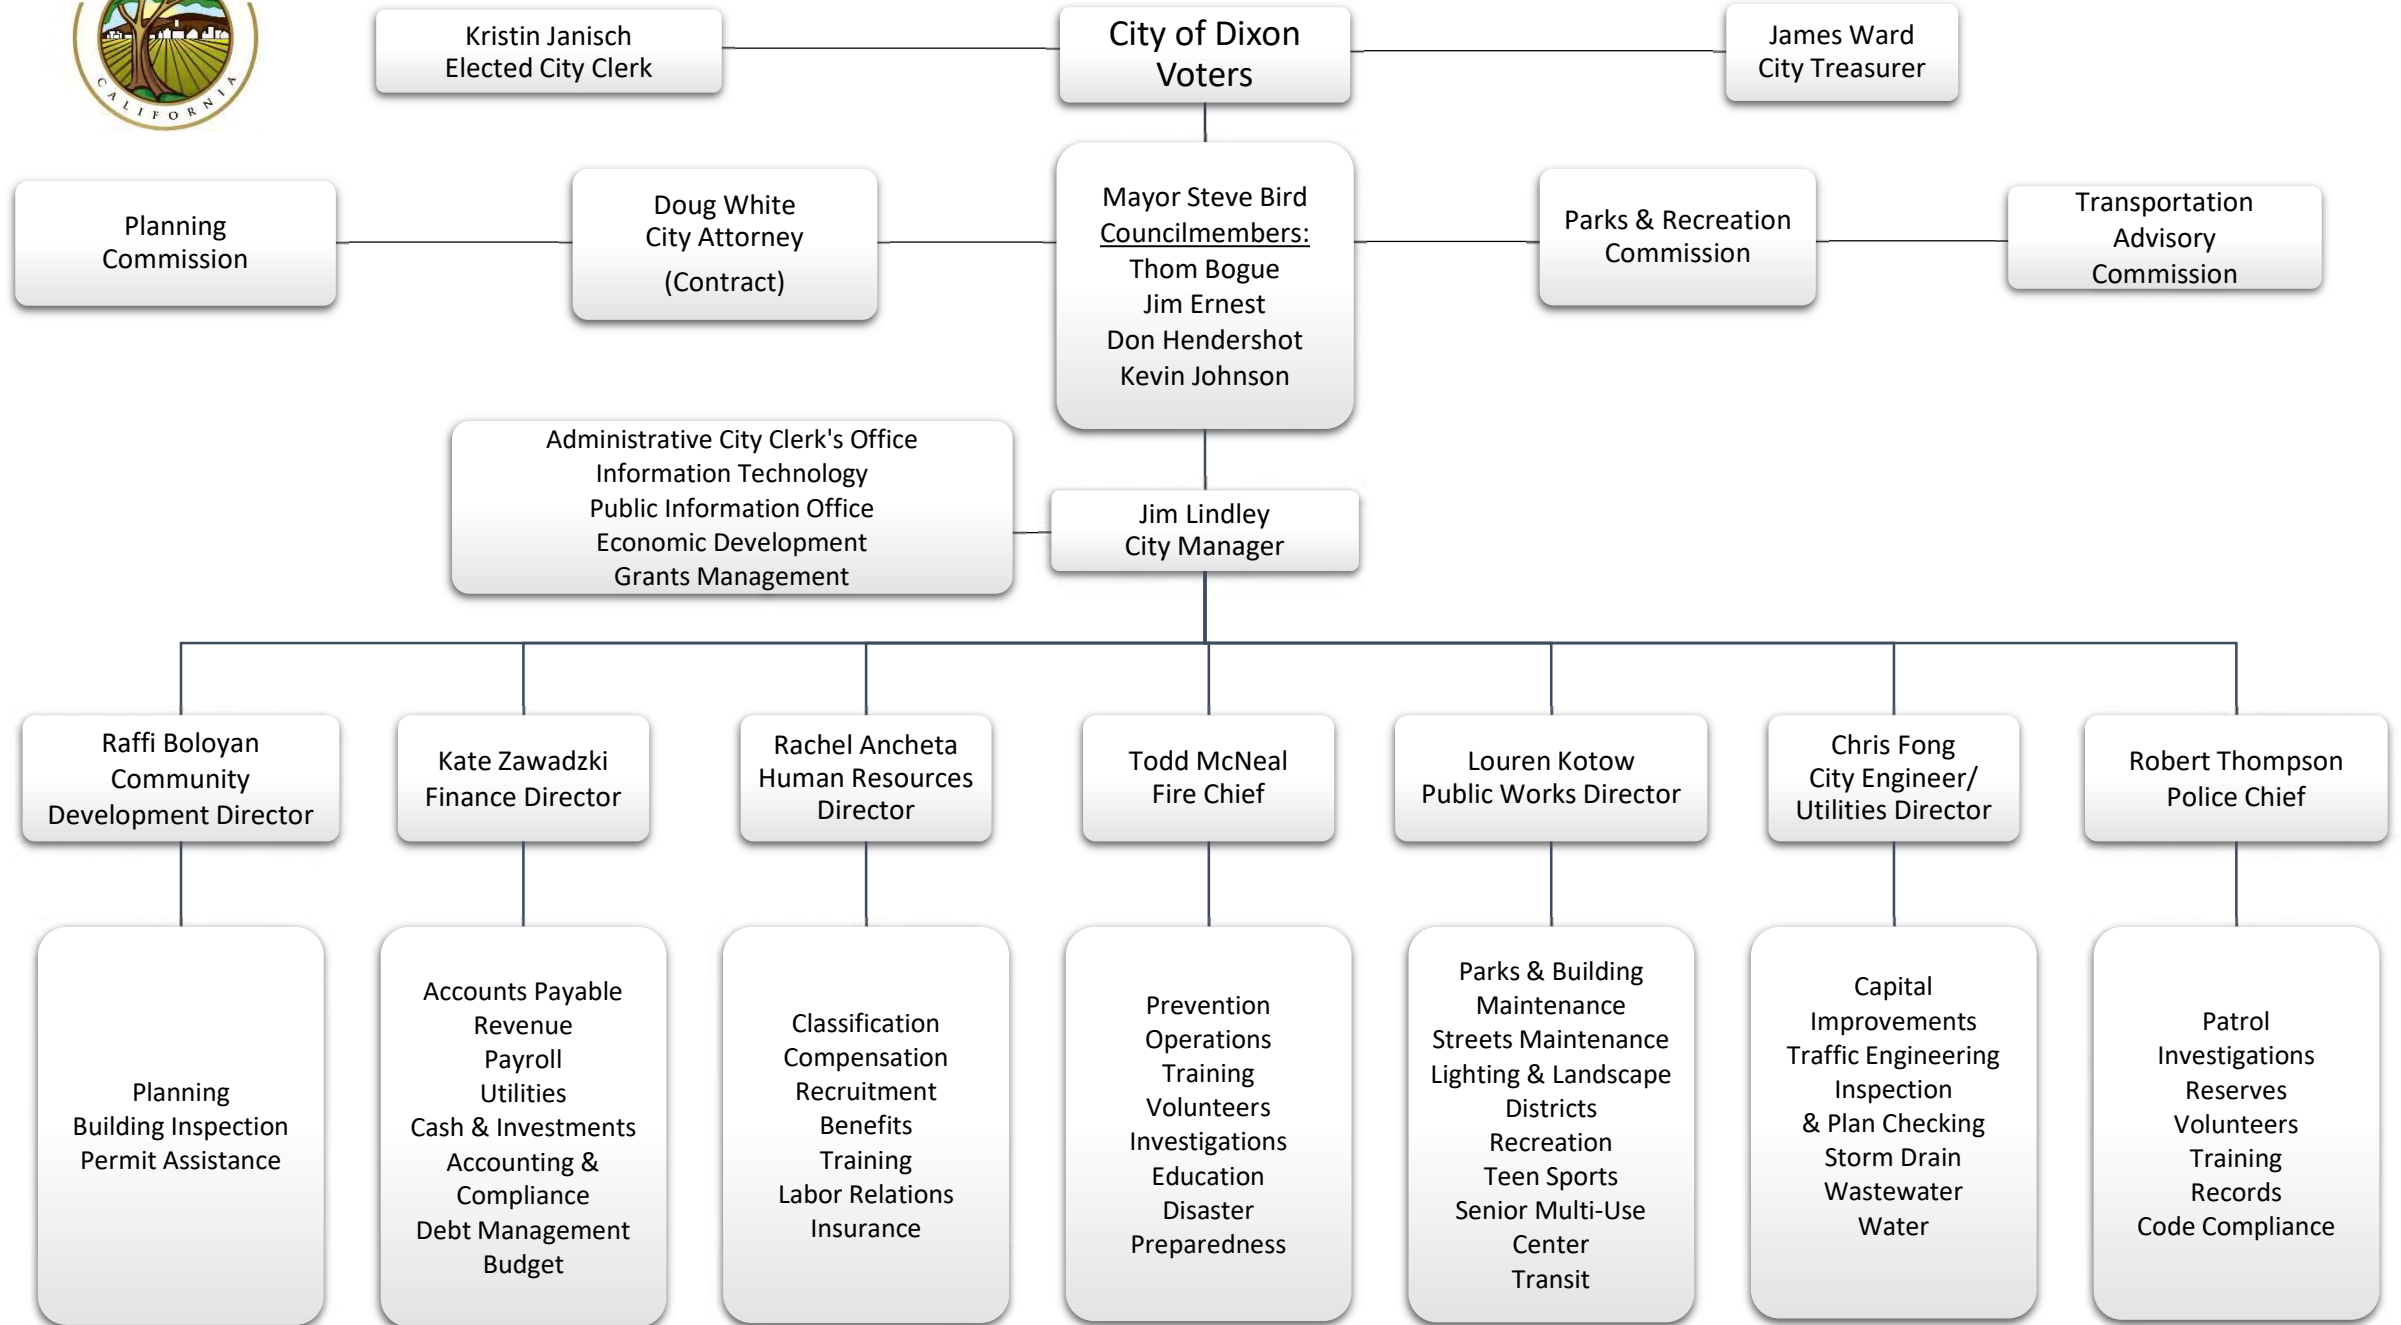 CALIFORNIA
Kristin Janisch
Elected City Clerk
City of Dixon
Voters
James Ward
City Treasurer
Planning
Commission
Doug White
City Attorney
(Contract)
Mayor Steve Bird
Councilmembers:
Thom Bogue
Jim Ernest
Don Hendershot
Kevin Johnson
Parks & Recreation
Commission
Transportation
Advisory
Commission
Administrative City Clerk's Office
Information Technology
Public Information Office
Economic Development
Grants Management
Jim Lindley
City Manager
Raffi Boloyan
Community
Development Director
Kate Zawadzki
Finance Director
Rachel Ancheta
Human Resources
Director
Todd McNeal
Fire Chief
Louren Kotow
Public Works Director
Chris Fong
City Engineer/
Utilities Director
Robert Thompson
Police Chief
Planning
Building Inspection
Permit Assistance
Accounts Payable
Revenue
Payroll
Utilities
Cash & Investments
Accounting &
Compliance
Debt Management
Budget
Classification
Compensation
Recruitment
Benefits
Training
Labor Relations
Insurance
Prevention
Operations
Training
Volunteers
Investigations
Education
Disaster
Preparedness
Parks & Building
Maintenance
Streets Maintenance
Lighting & Landscape
Districts
Recreation
Teen Sports
Senior Multi-Use
Center
Transit
Capital
Improvements
Traffic Engineering
Inspection
& Plan Checking
Storm Drain
Wastewater
Water
Patrol
Investigations
Reserves
Volunteers
Training
Records
Code Compliance